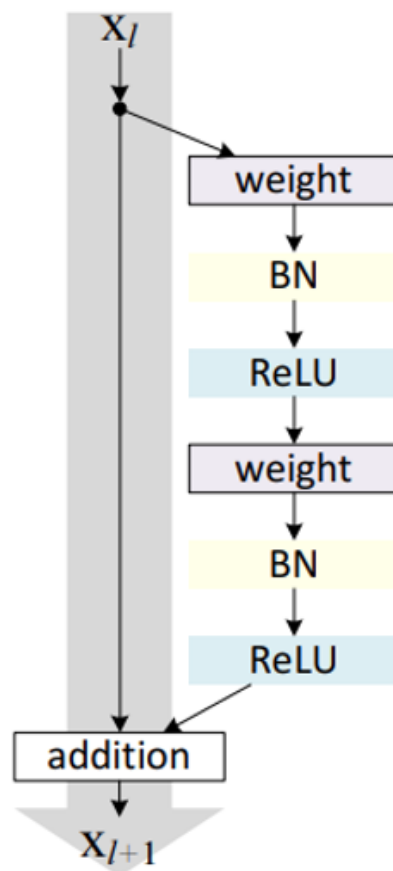 x_l
weight
BN
ReLU
weight
BN
ReLU
addition
x_{l+1}